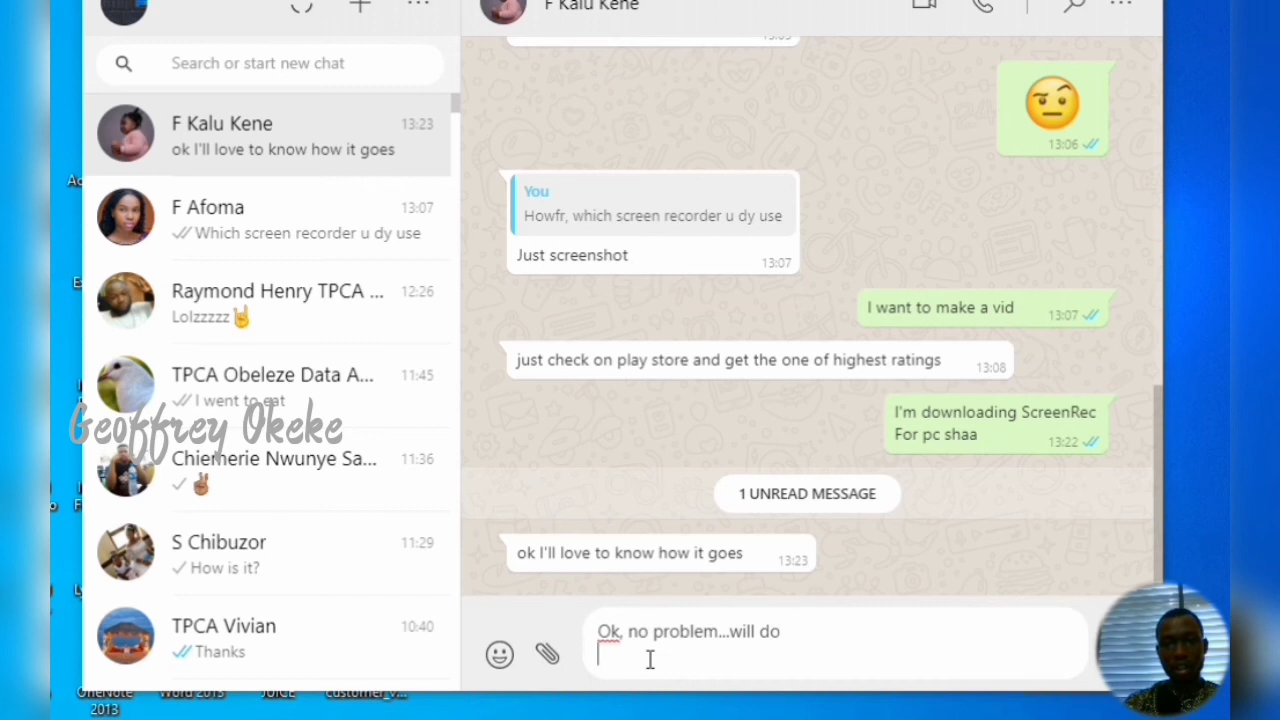 F Kalu Kene
Search or start new chat
F Kalu Kene
13:23
ok I'll love to know how it goes
F Afoma
13:07
Which screen recorder u dy use
Raymond Henry TPCA ...
12:26
Lolzzzzz🤘
TPCA Obeleze Data A...
11:45
I went to eat
Geoffrey Okeke
11:36
✌🏾
S Chibuzor
11:29
How is it?
TPCA Vivian
10:40
Thanks
🤨
13:06
You
Howfr, which screen recorder u dy use
Just screenshot
13:07
I want to make a vid
13:07
just check on play store and get the one of highest ratings
13:08
I'm downloading ScreenRec
For pc shaa
13:22
1 UNREAD MESSAGE
ok I'll love to know how it goes
13:23
Ok, no problem...will do
OneNote
2013
Word 2013
JUICE
customer_v...